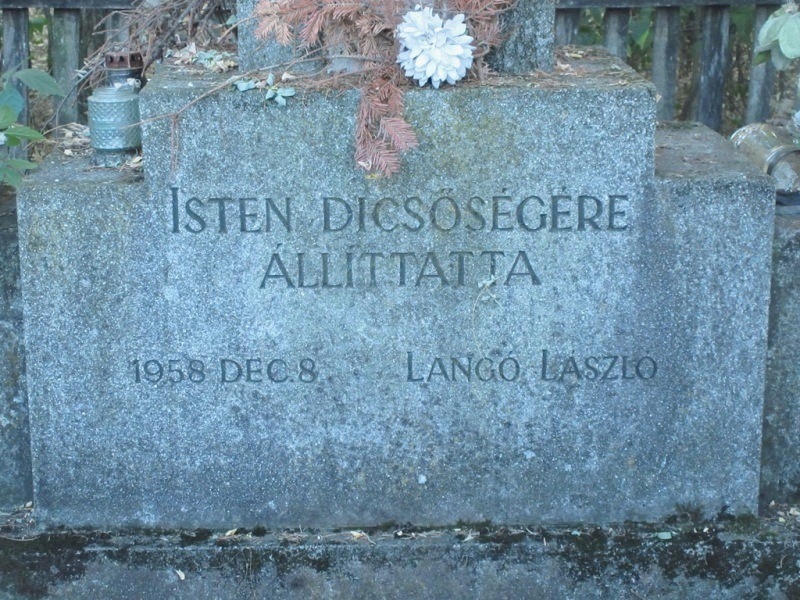 ISTEN DICSŐSÉGÉRE
ÁLLÍTTATTA
1958 DEC. 8 LANGÓ LÁSZLÓ